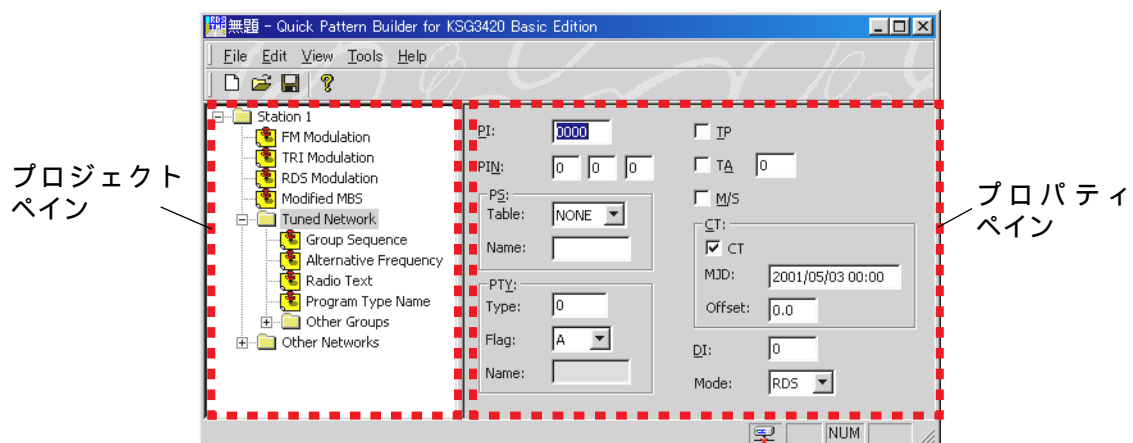 無題 - Quick Pattern Builder for KSG3420 Basic Edition
File Edit View Tools Help
Station 1
FM Modulation
TRI Modulation
RDS Modulation
Modified MBS
Tuned Network
Group Sequence
Alternative Frequency
Radio Text
Program Type Name
Other Groups
Other Networks
プロジェクト
ペイン
PI: 0000
PIN: 0 0 0
PS:
Table: NONE
Name:
PTY:
Type: 0
Flag: A
Name:
TP
TA 0
M/S
CT:
CT
MJD: 2001/05/03 00:00
Offset: 0.0
DI: 0
Mode: RDS
プロパティ
ペイン
NUM